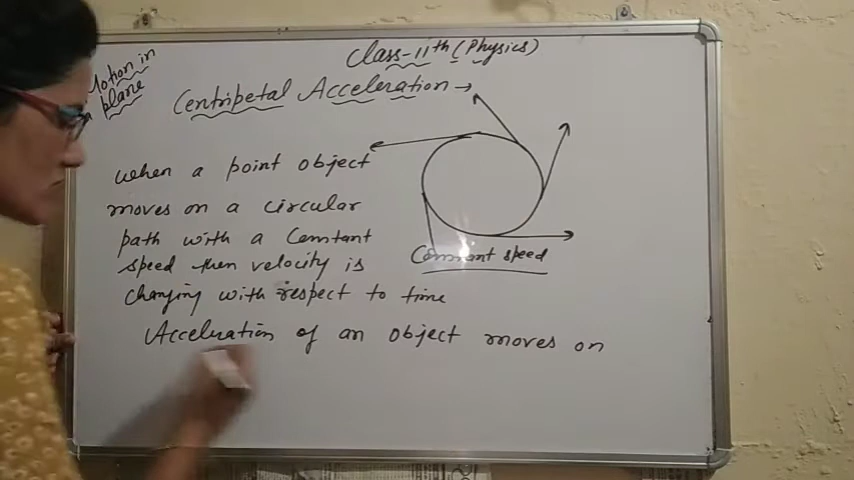 Class-11th (Physics)
Motion in
plane
Centripetal Acceleration →
when a point object
moves on a circular
path with a Constant
speed then velocity is
changing with respect to time
Constant speed
Acceleration of an object moves on